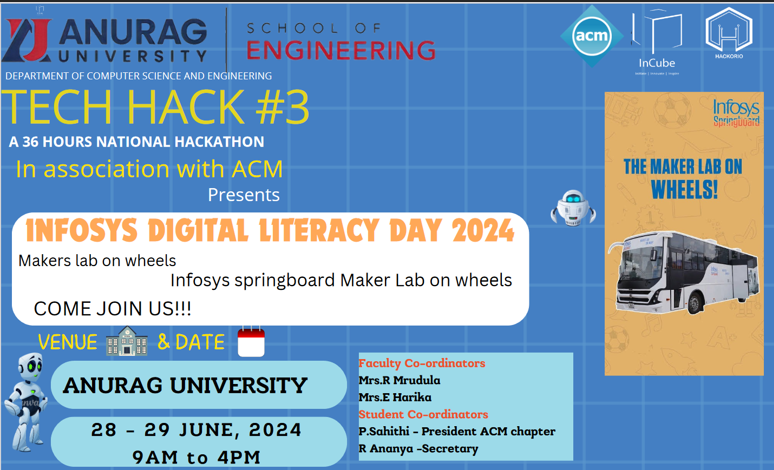 ANURAG
UNIVERSITY
SCHOOL OF
ENGINEERING
acm
InCube
HACKORIO
DEPARTMENT OF COMPUTER SCIENCE AND ENGINEERING
TECH HACK #3
A 36 HOURS NATIONAL HACKATHON
In association with ACM
Presents
Infosys
Springboard
THE MAKER LAB ON
WHEELS!
INFOSYS DIGITAL LITERACY DAY 2024
Makers lab on wheels
Infosys springboard Maker Lab on wheels
COME JOIN US!!!
VENUE & DATE
ANURAG UNIVERSITY
28 - 29 JUNE, 2024
9AM to 4PM
Faculty Co-ordinators
Mrs.R Mrudula
Mrs.E Harika
Student Co-ordinators
P.Sahithi - President ACM chapter
R Ananya -Secretary